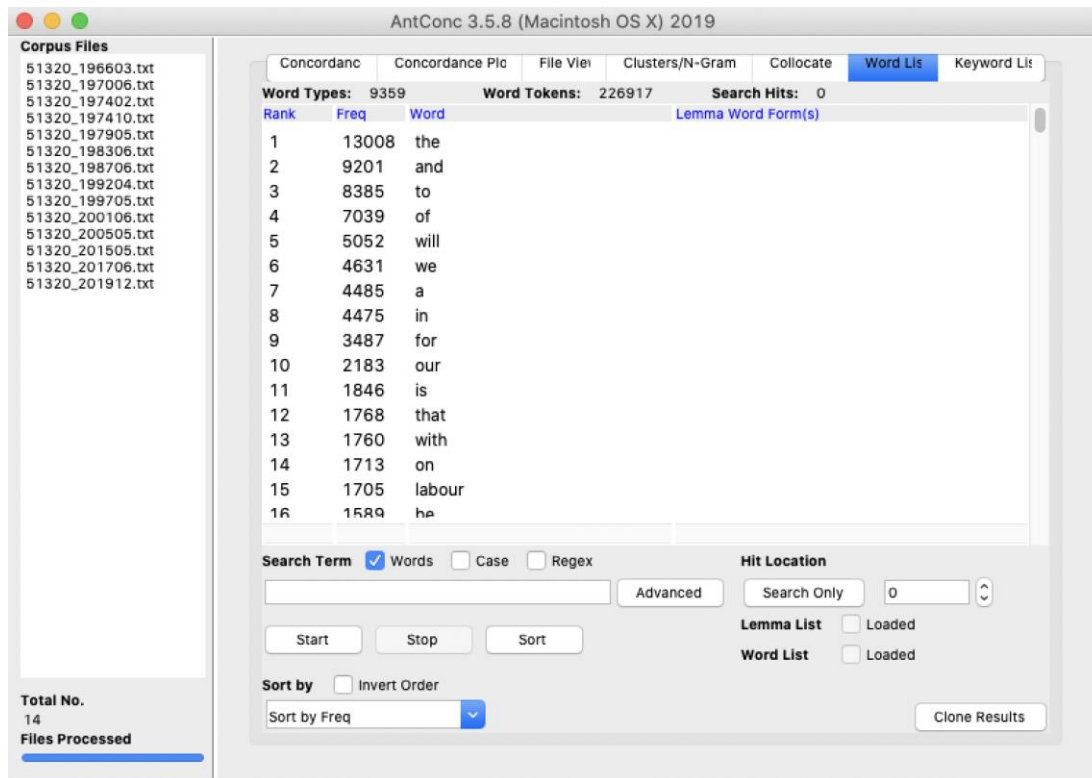 AntConc 3.5.8 (Macintosh OS X) 2019
Corpus Files
51320_196603.txt
51320_197006.txt
51320_197402.txt
51320_197410.txt
51320_197905.txt
51320_198306.txt
51320_198706.txt
51320_199204.txt
51320_199705.txt
51320_200106.txt
51320_200505.txt
51320_201505.txt
51320_201706.txt
51320_201912.txt
Total No.
14
Files Processed
Concordanc Concordance Plo File Viev Clusters/N-Gram Collocate Word Lis Keyword Lis
Word Types: 9359 Word Tokens: 226917 Search Hits: 0
Rank Freq Word Lemma Word Form(s)
1 13008 the
2 9201 and
3 8385 to
4 7039 of
5 5052 will
6 4631 we
7 4485 a
8 4475 in
9 3487 for
10 2183 our
11 1846 is
12 1768 that
13 1760 with
14 1713 on
15 1705 labour
16 1589 be
Search Term Words Case Regex Hit Location
Advanced Search Only 0
Lemma List Loaded
Start Stop Sort
Word List Loaded
Sort by Invert Order
Sort by Freq Clone Results